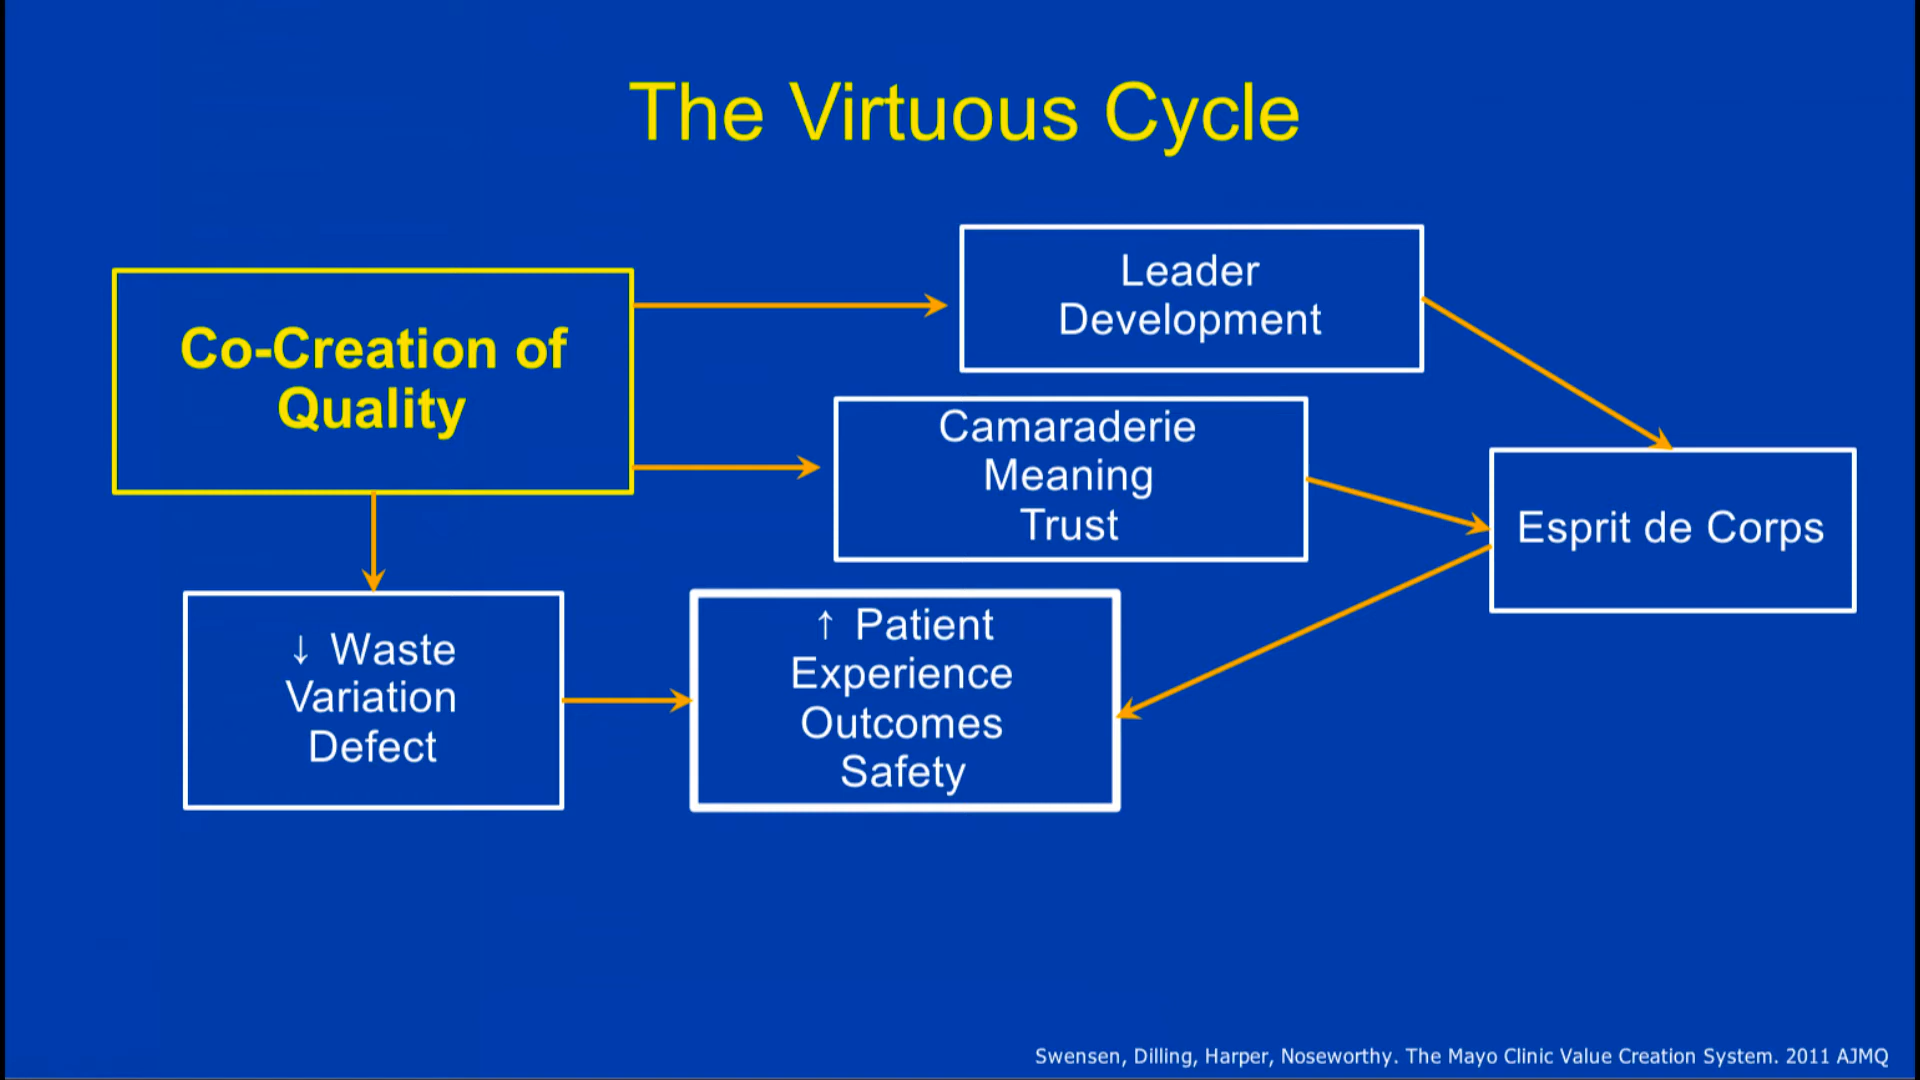 The Virtuous Cycle
Co-Creation of
Quality
Leader
Development
Camaraderie
Meaning
Trust
Esprit de Corps
↓ Waste
Variation
Defect
↑ Patient
Experience
Outcomes
Safety
Swensen, Dilling, Harper, Noseworthy. The Mayo Clinic Value Creation System. 2011 AJMQ